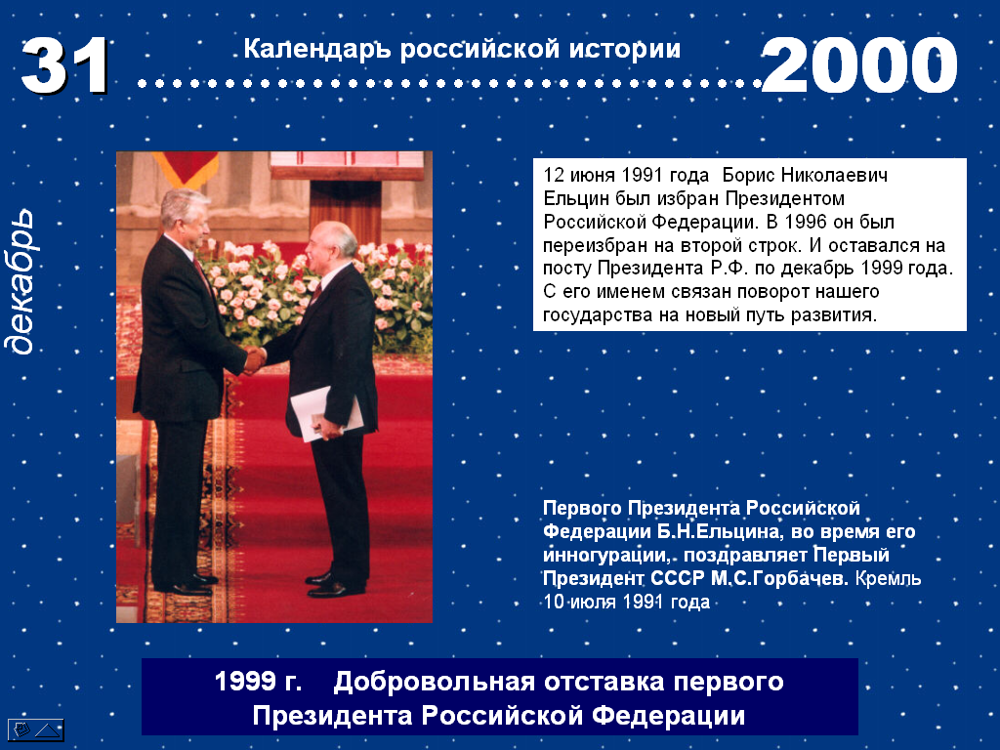 31
Календарь российской истории
2000
декабрь
12 июня 1991 года Борис Николаевич
Ельцин был избран Президентом
Российской Федерации. В 1996 он был
переизбран на второй строк. И оставался на
посту Президента Р.Ф. по декабрь 1999 года.
С его именем связан поворот нашего
государства на новый путь развития.
Первого Президента Российской
Федерации Б.Н.Ельцина, во время его
инногурации, поздравляет Первый
Президент СССР М.С.Горбачев. Кремль
10 июля 1991 года
1999 г. Добровольная отставка первого
Президента Российской Федерации